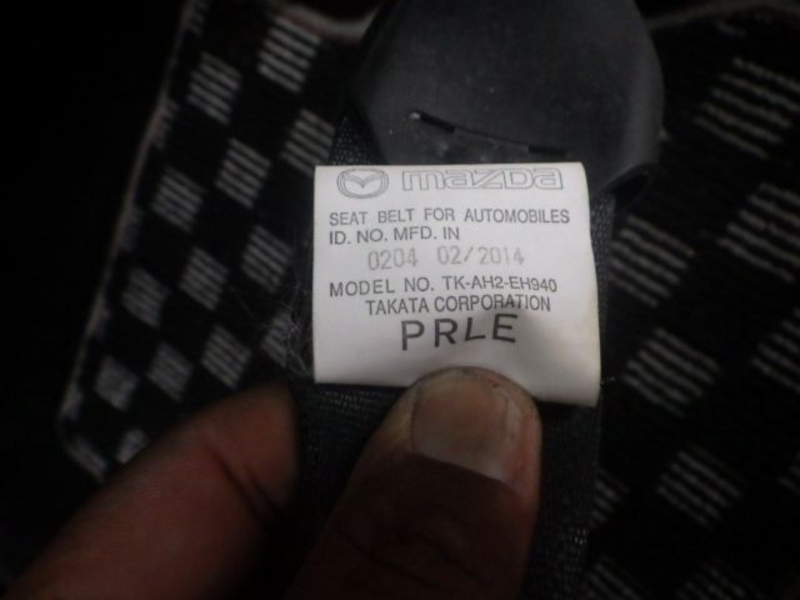 mazda
SEAT BELT FOR AUTOMOBILES
ID. NO. MFD. IN
0204 02/2014
MODEL NO. TK-AH2-EH940
TAKATA CORPORATION
PRLE